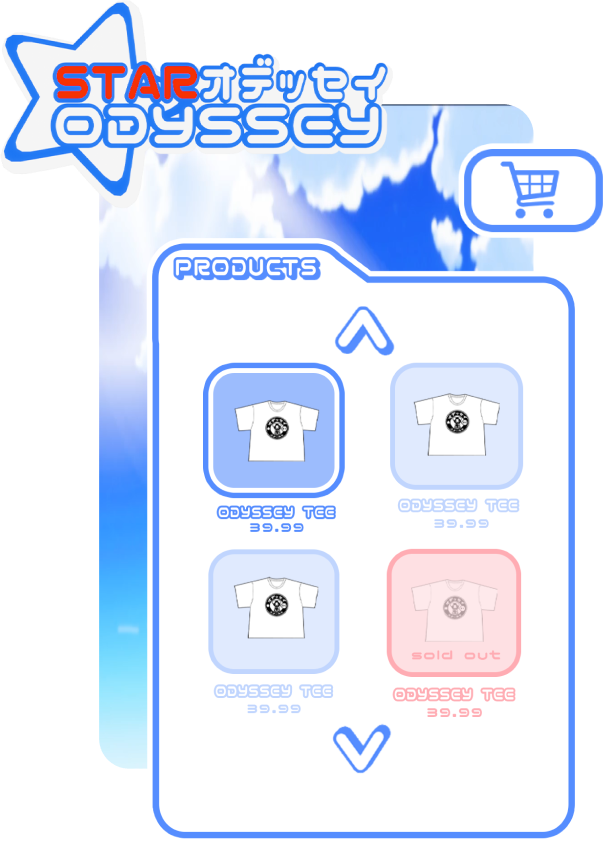 STARオデッセイ
ODYSSEY
PRODUCTS
ODYSSEY TEE
39.99
ODYSSEY TEE
39.99
sold out
ODYSSEY TEE
39.99
ODYSSEY TEE
39.99